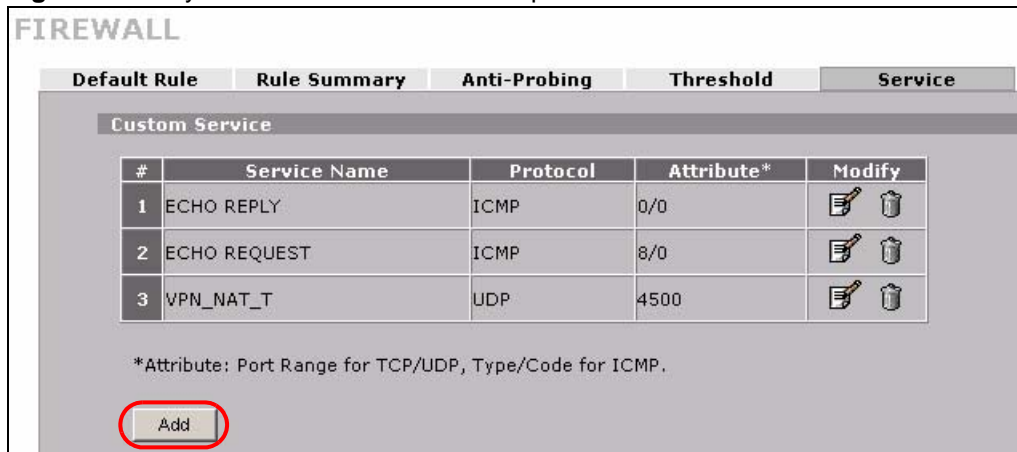 FIREWALL
Default Rule Rule Summary Anti-Probing Threshold Service
Custom Service
# Service Name Protocol Attribute* Modify
1 ECHO REPLY ICMP 0/0
2 ECHO REQUEST ICMP 8/0
3 VPN_NAT_T UDP 4500
*Attribute: Port Range for TCP/UDP, Type/Code for ICMP.
Add